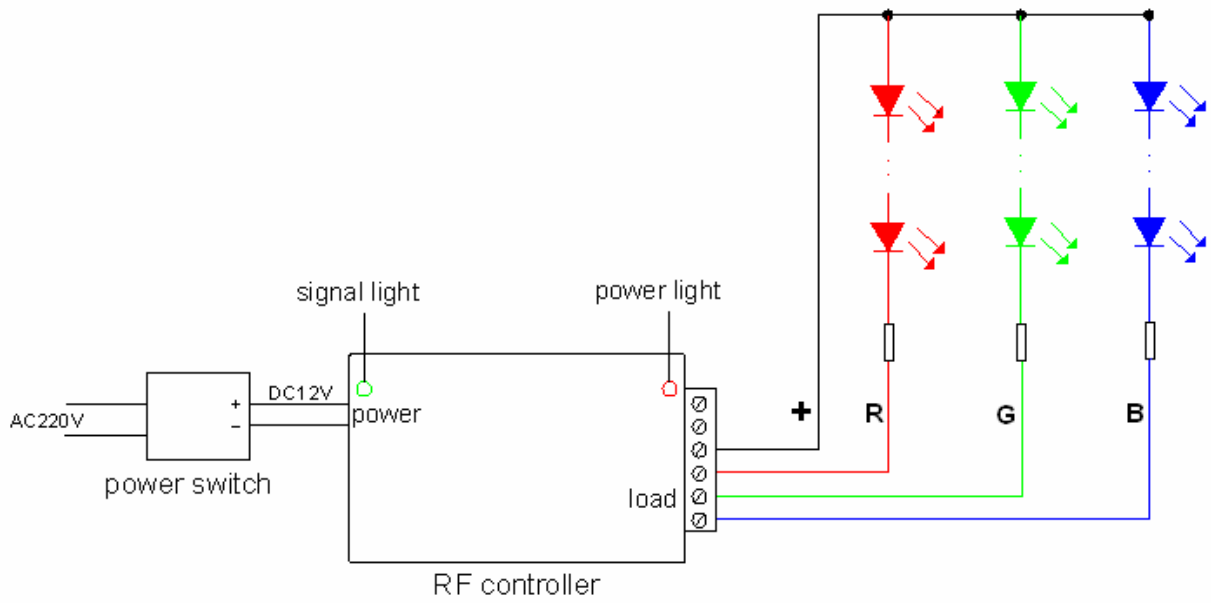 signal light
power light
DC12V
+
AC220V
power
−
+
R
G
B
power switch
load
RF controller